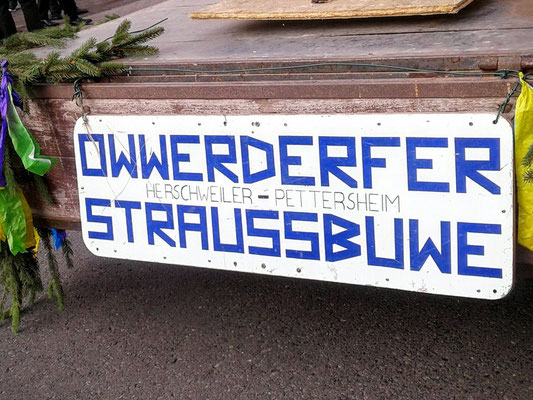 OWWERDERFER
HERSCHWEILER - PETTERSHEIM
STRAUSSBUWE